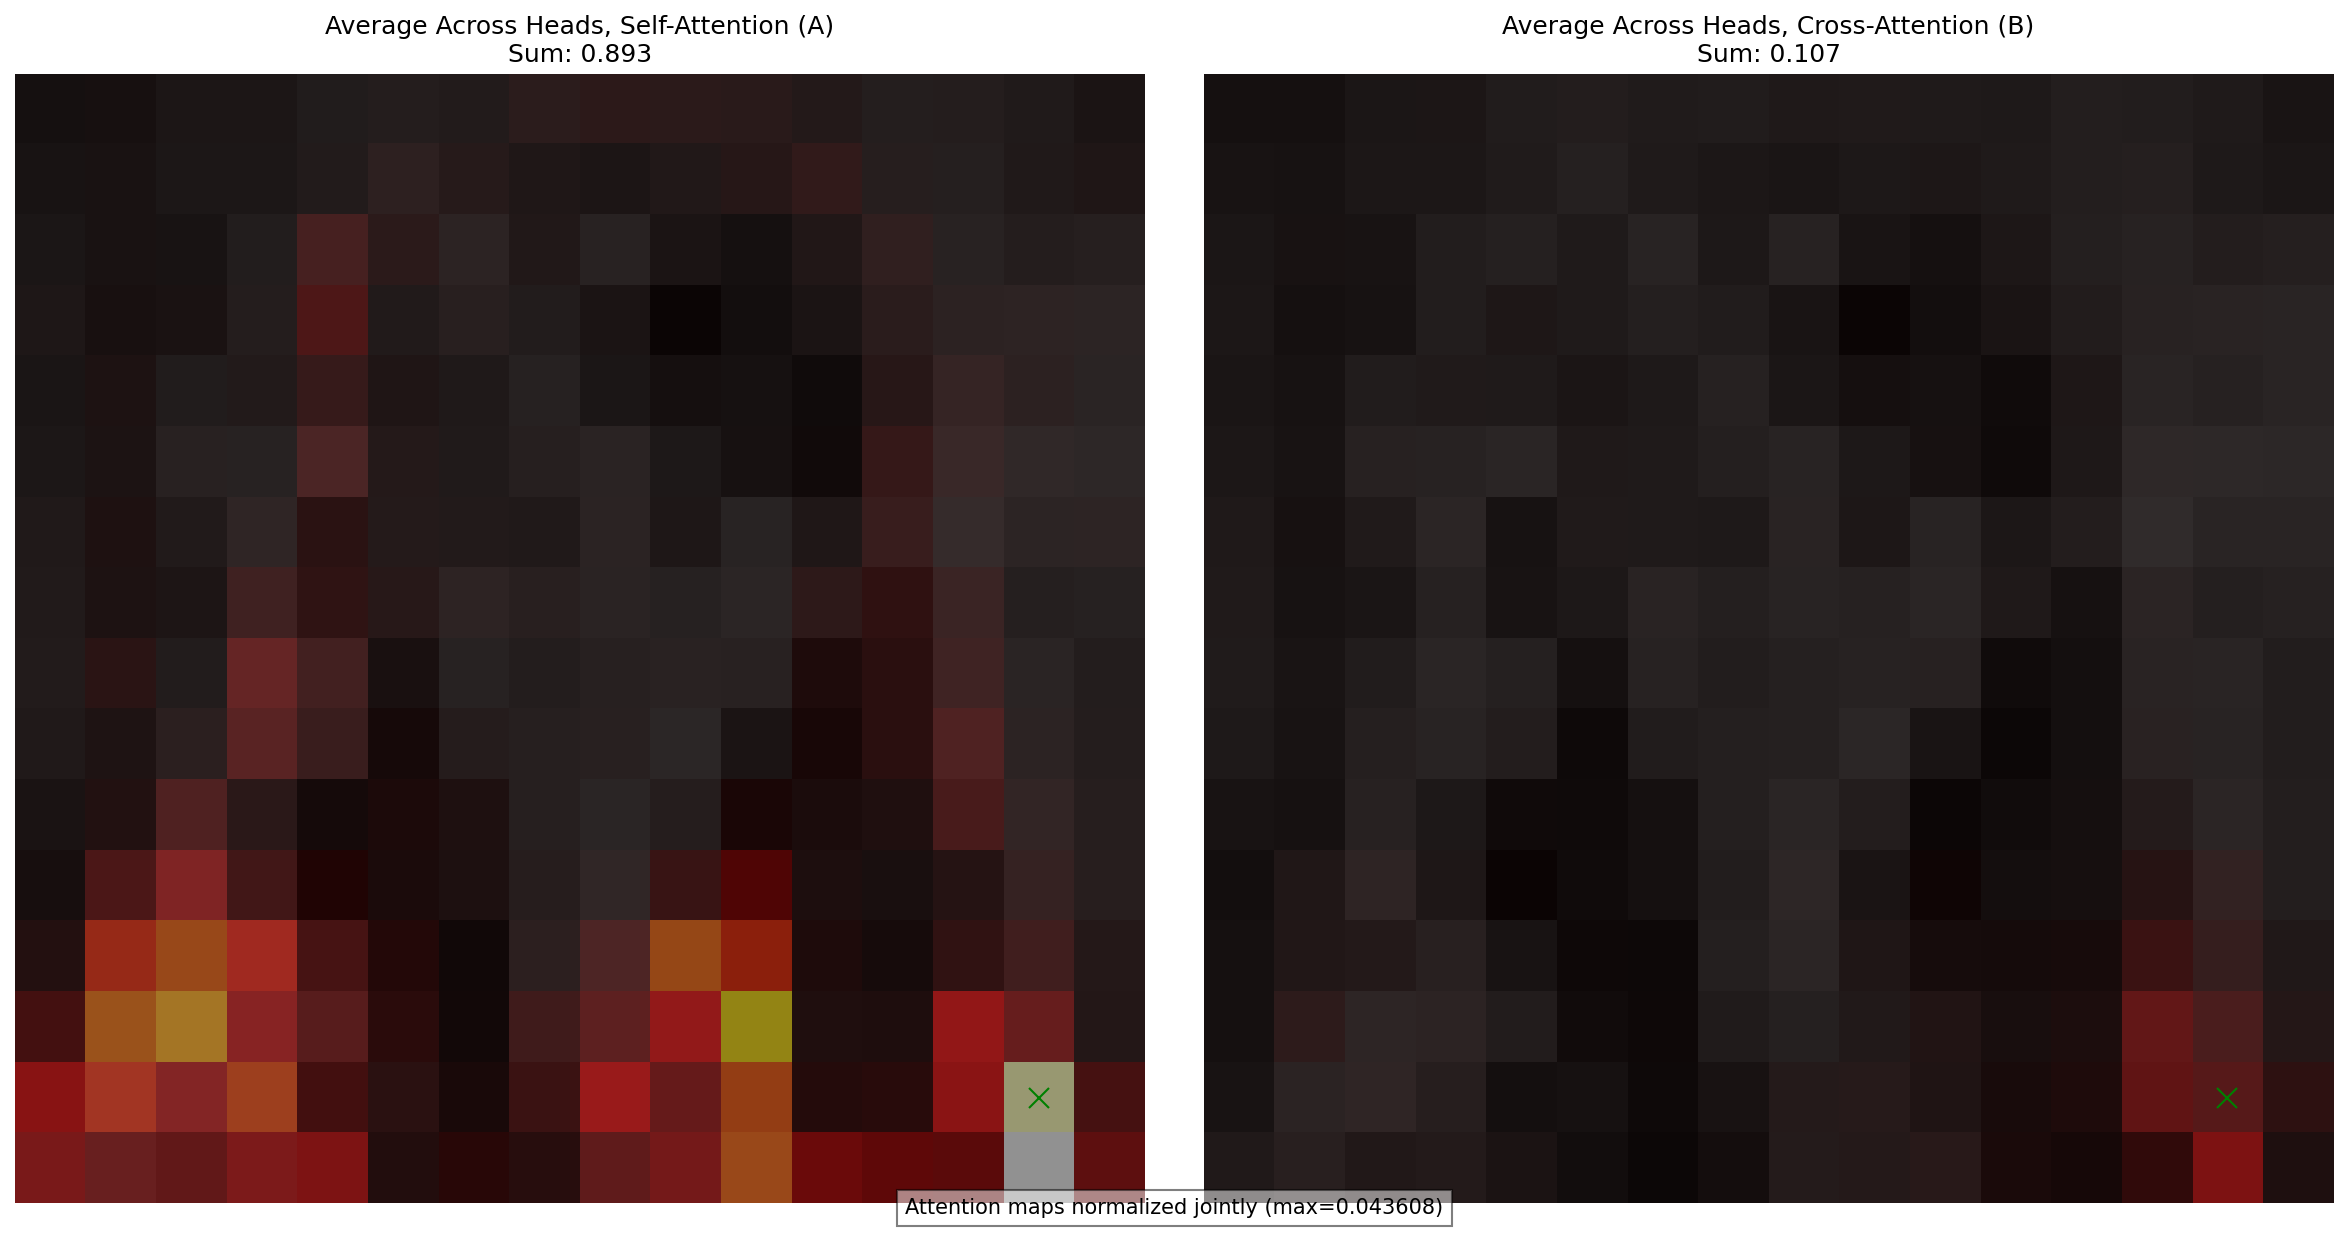 Average Across Heads, Self-Attention (A)
Sum: 0.893
Average Across Heads, Cross-Attention (B)
Sum: 0.107
Attention maps normalized jointly (max=0.043608)